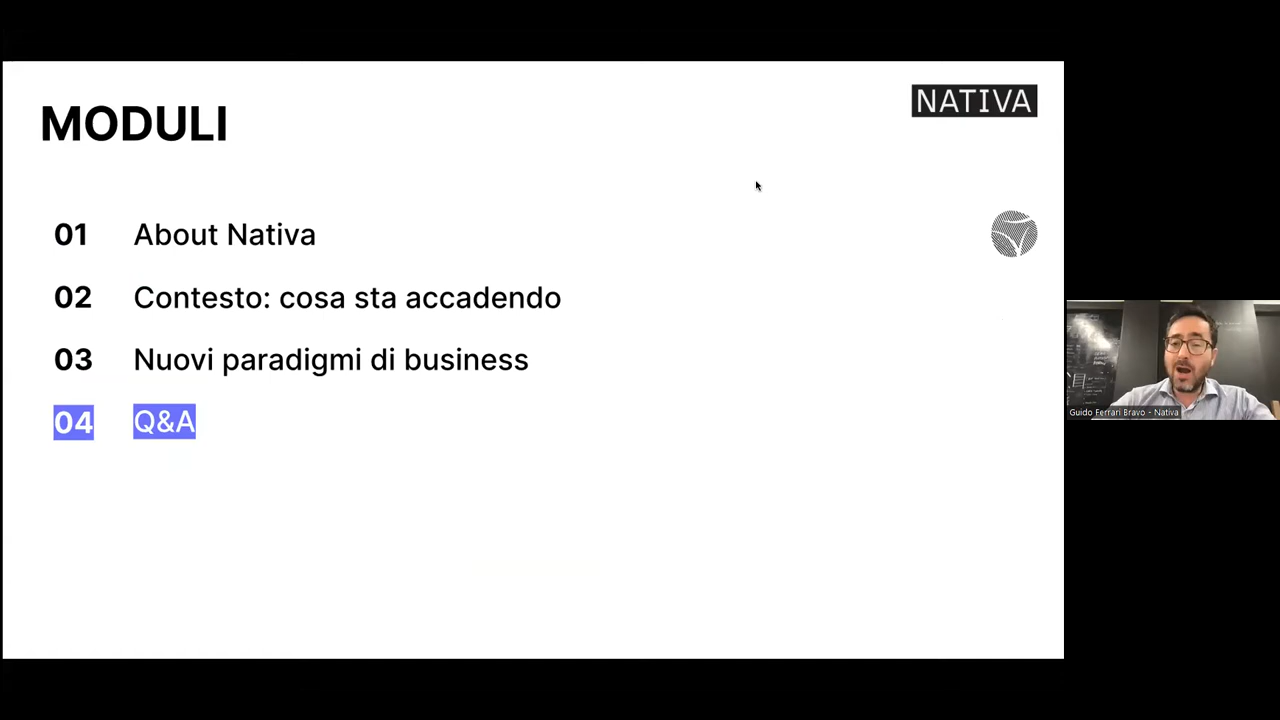 MODULI
NATIVA
01 About Nativa
02 Contesto: cosa sta accadendo
03 Nuovi paradigmi di business
04 Q&A
Guido Ferrari Bravo - Nativa